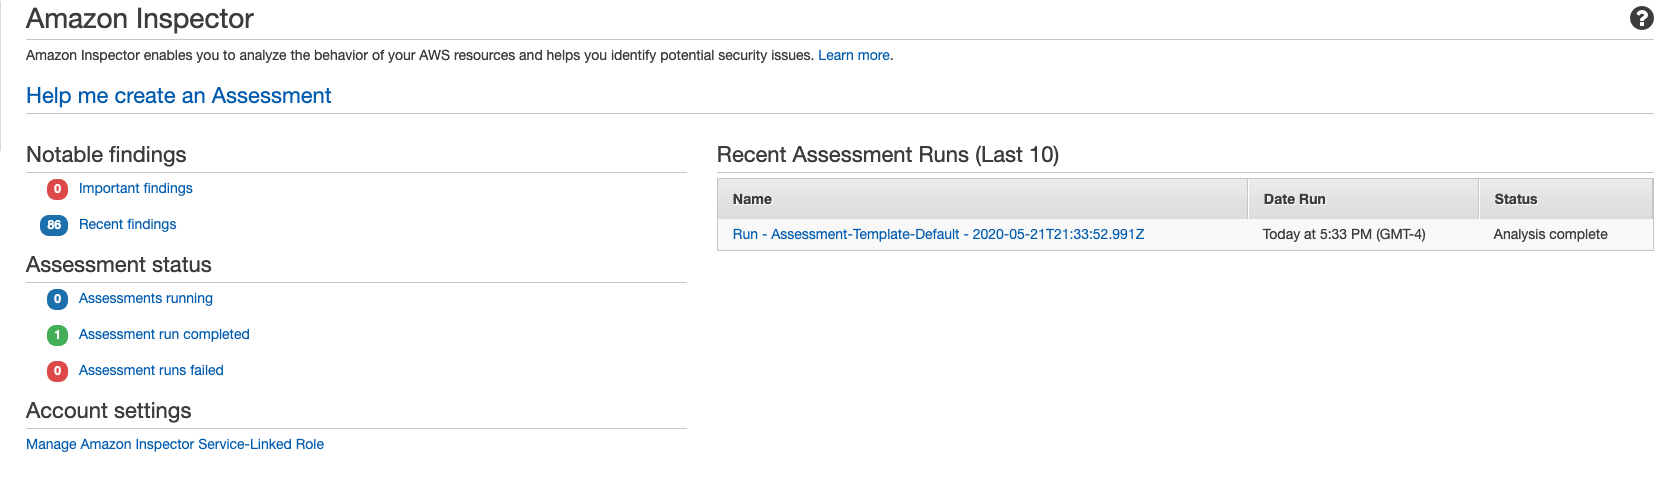 Amazon Inspector
?
Amazon Inspector enables you to analyze the behavior of your AWS resources and helps you identify potential security issues. Learn more.
Help me create an Assessment
Notable findings
0 Important findings
86 Recent findings
Assessment status
0 Assessments running
1 Assessment run completed
0 Assessment runs failed
Account settings
Manage Amazon Inspector Service-Linked Role
Recent Assessment Runs (Last 10)
Name Date Run Status
Run - Assessment-Template-Default - 2020-05-21T21:33:52.991Z Today at 5:33 PM (GMT-4) Analysis complete